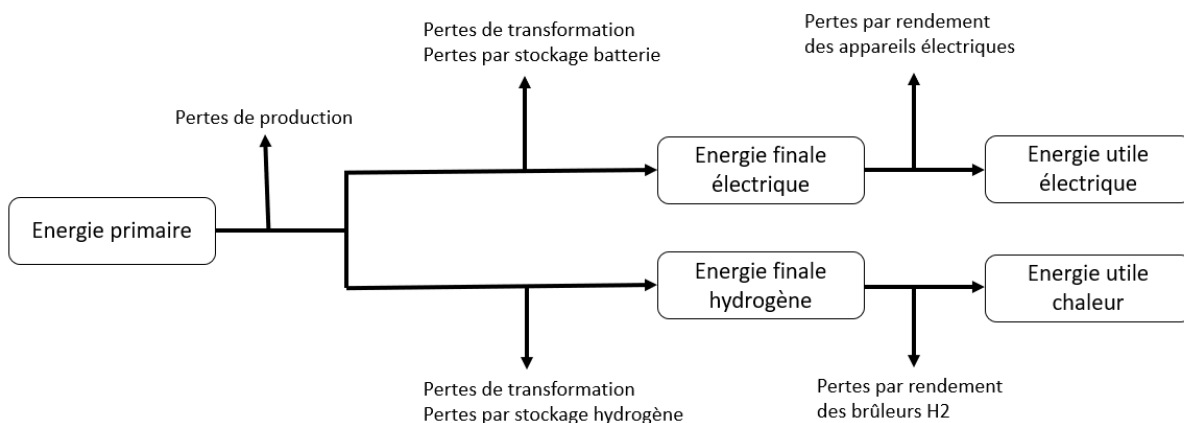 Pertes de transformation
Pertes par stockage batterie
Pertes par rendement
des appareils électriques
Pertes de production
Energie finale
électrique
Energie utile
électrique
Energie primaire
Energie finale
hydrogène
Energie utile
chaleur
Pertes de transformation
Pertes par stockage hydrogène
Pertes par rendement
des brûleurs H2